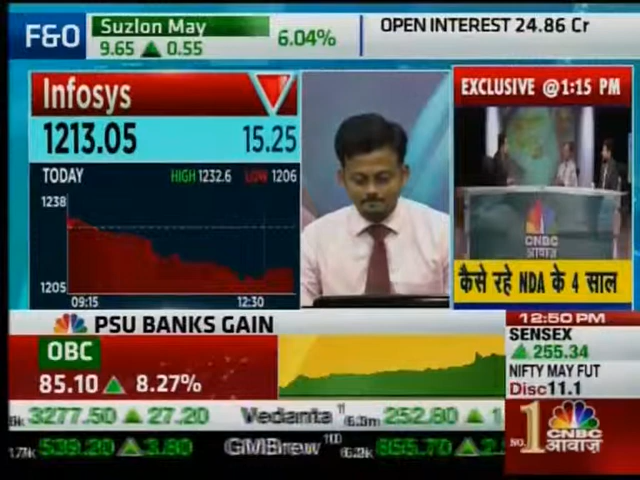 F&O
Suzlon May
9.65 0.55
6.04%
OPEN INTEREST 24.86 Cr
Infosys
1213.05 15.25
TODAY HIGH 1232.6 LOW 1206
1238
1205
09:15 12:30
EXCLUSIVE @1:15 PM
CNBC
आवाज़
कैसे रहे NDA के 4 साल
PSU BANKS GAIN
OBC
85.10 8.27%
12:50 PM
SENSEX
255.34
NIFTY MAY FUT
Disc11.1
3277.50 27.20 Vedanta 252.60
539.20 3.80 GMBrew 855.70
NO. 1 CNBC
आवाज़